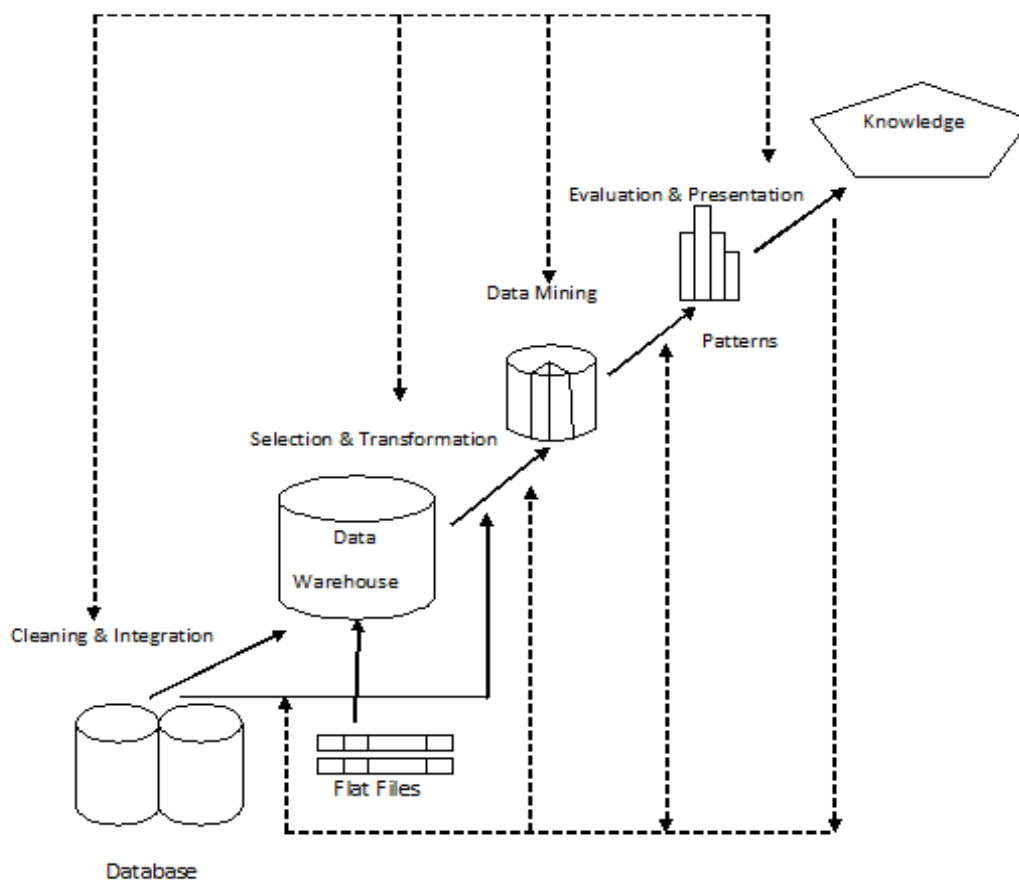 Knowledge
Evaluation & Presentation
Data Mining
Patterns
Selection & Transformation
Data
Warehouse
Cleaning & Integration
Flat Files
Database